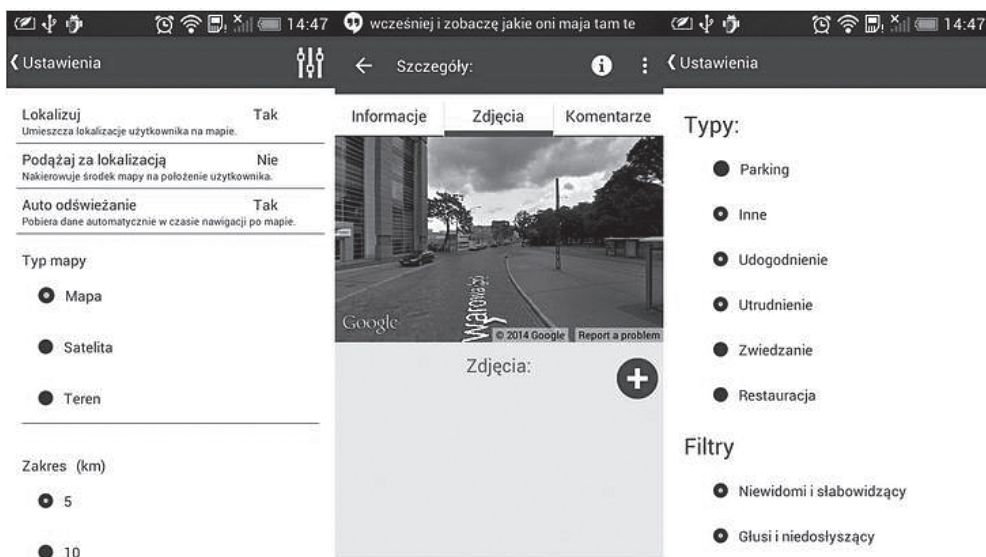 14:47
Ustawienia
Lokalizuj Tak
Umieszcza lokalizacje użytkownika na mapie.
Podążaj za lokalizacją Nie
Nakierowuje środek mapy na położenie użytkownika.
Auto odświeżanie Tak
Pobiera dane automatycznie w czasie nawigacji po mapie.
Typ mapy
Mapa
Satelita
Teren
Zakres (km)
5
10
wcześniej i zobaczę jakie oni maja tam te
Szczegóły:
Informacje Zdjęcia Komentarze
Google
© 2014 Google Report a problem
Zdjęcia:
14:47
Ustawienia
Typy:
Parking
Inne
Udogodnienie
Utrudnienie
Zwiedzanie
Restauracja
Filtry
Niewidomi i słabowidzący
Głusi i niedosłyszący